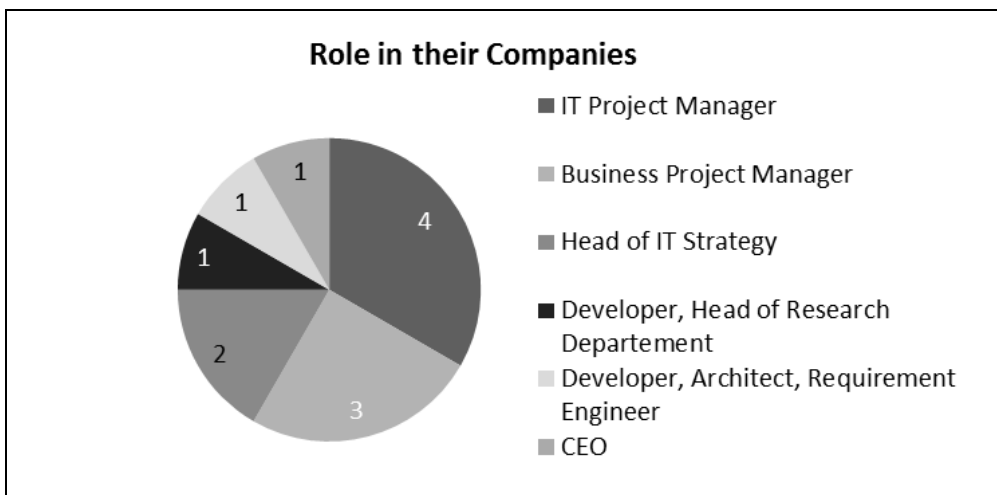 Role in their Companies
IT Project Manager
Business Project Manager
Head of IT Strategy
Developer, Head of Research
Departement
Developer, Architect, Requirement
Engineer
CEO
1
1
4
1
2
3